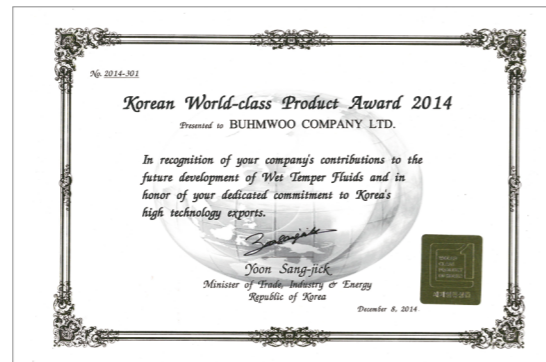 No. 2014-301
Korean World-class Product Award 2014
Presented to BUHMWOO COMPANY LTD.
In recognition of your company's contributions to the
future development of Wet Temper Fluids and in
honor of your dedicated commitment to Korea's
high technology exports.
Yoon Sang-jick
Minister of Trade, Industry & Energy
Republic of Korea
December 8, 2014